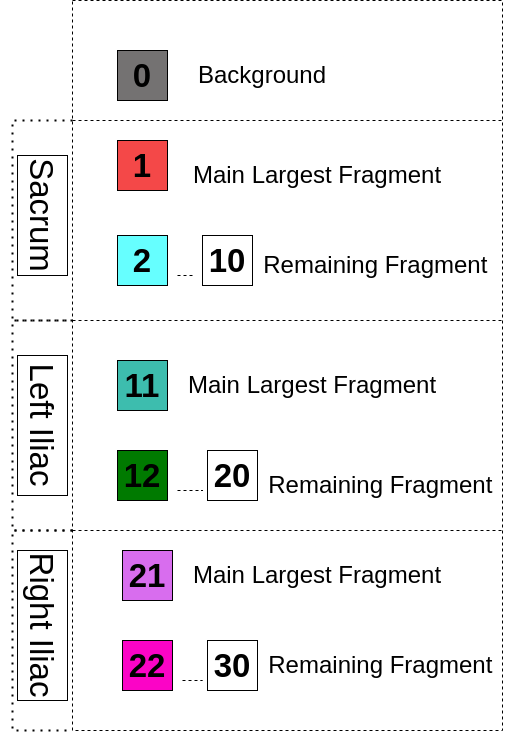 0 Background
Sacrum
1 Main Largest Fragment
2 ... 10 Remaining Fragment
Left Iliac
11 Main Largest Fragment
12 .... 20 Remaining Fragment
Right Iliac
21 Main Largest Fragment
22 ... 30 Remaining Fragment